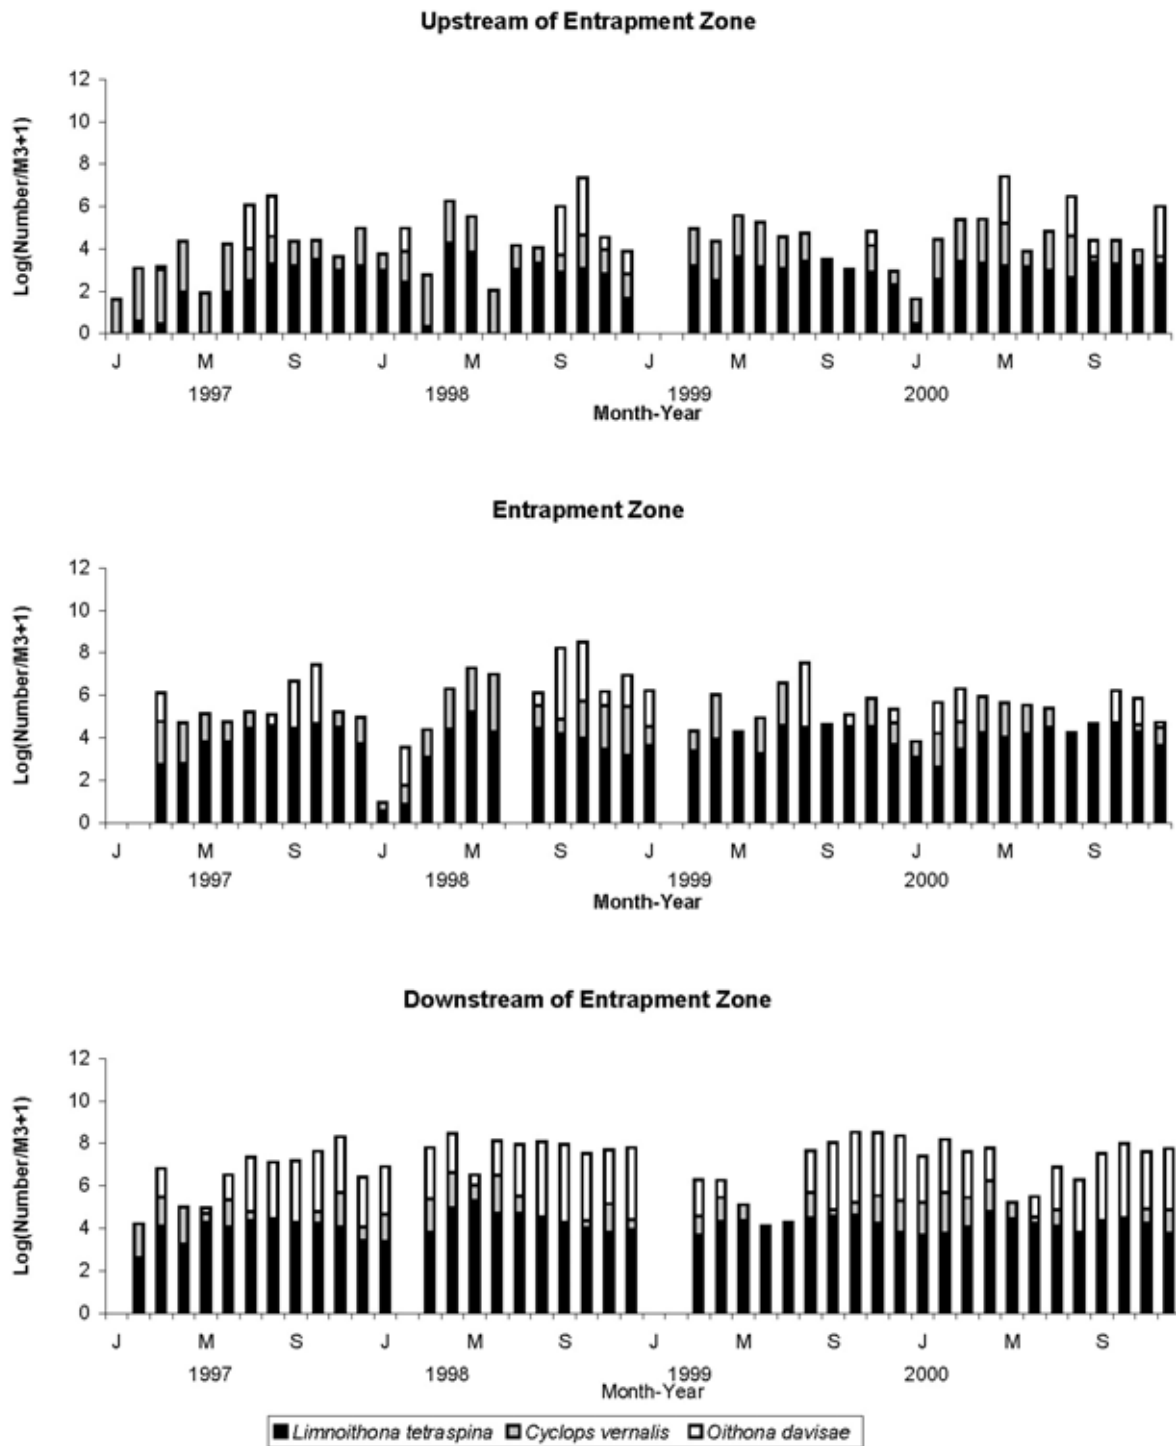 Upstream of Entrapment Zone
Log(Number/M3+1)
12
10
8
6
4
2
0
J M S J M S J M S J M S
1997 1998 1999 2000
Month-Year
Entrapment Zone
Log(Number/M3+1)
12
10
8
6
4
2
0
J M S J M S J M S J M S
1997 1998 1999 2000
Month-Year
Downstream of Entrapment Zone
Log(Number/M3+1)
12
10
8
6
4
2
0
J M S J M S J M S J M S
1997 1998 1999 2000
Month-Year
Limnoithona tetraspina Cyclops vernalis Oithona davisae